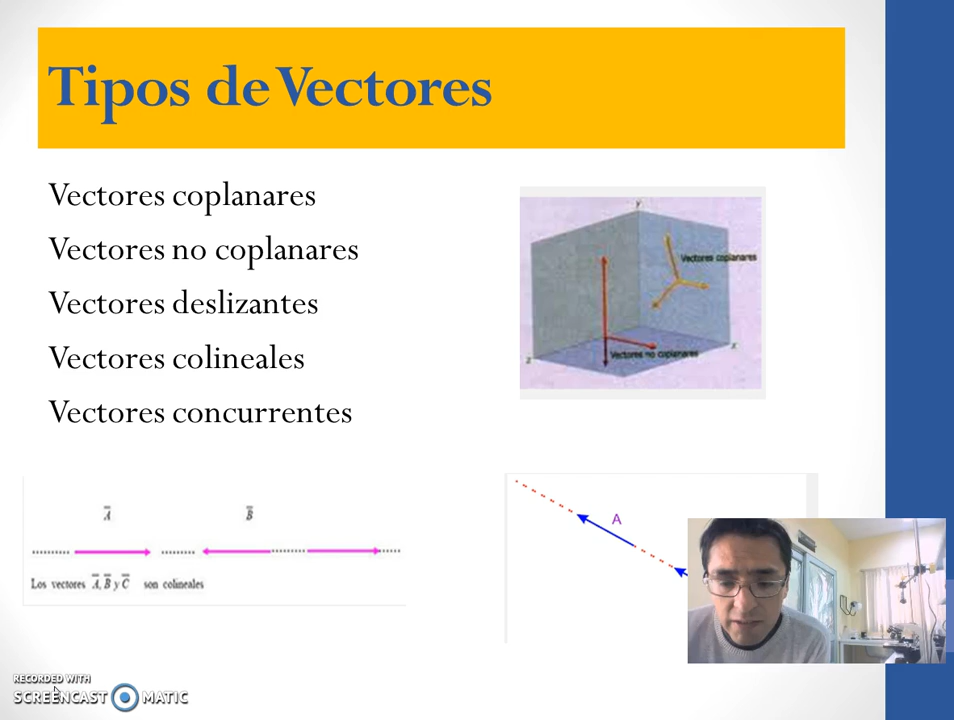 Tipos de Vectores
Vectores coplanares
Vectores no coplanares
Vectores deslizantes
Vectores colineales
Vectores concurrentes
y
Vectores coplanares
Vectores no coplanares
z
x
A
B
Los vectores A, B y C son colineales
A
RECORDED WITH
SCREENCAST MATIC